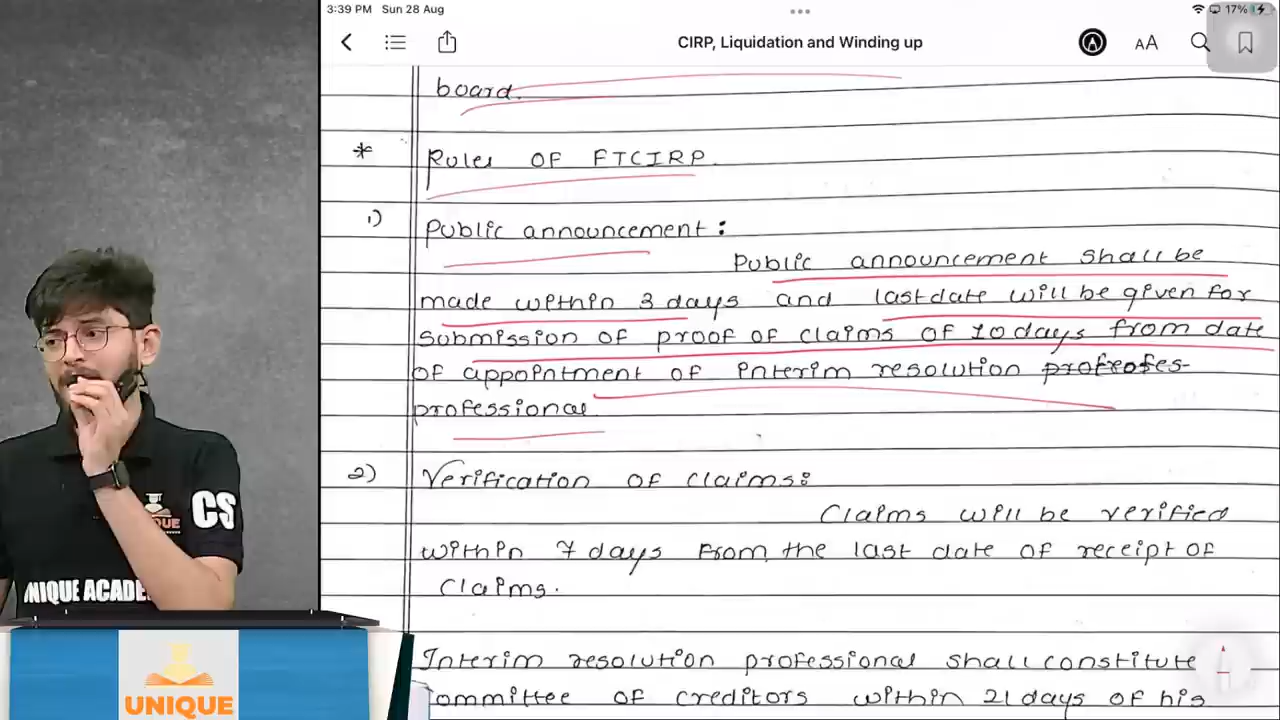 3:39 PM Sun 28 Aug
17%
CIRP, Liquidation and Winding up
AA
board.
* Rules OF FTCIRP.
1) Public announcement :
Public announcement shall be
made within 3 days and last date will be given for
submission of proof of claims of 10 days from date
of appointment of interim resolution
professional
2) Verification of claims:
Claims will be verified
within 7 days from the last date of receipt of
claims.
Interim resolution professional shall constitute
ommittee of creditors within 21 days of his
UNIQUE
CS
NIQUE ACADE
UNIQUE